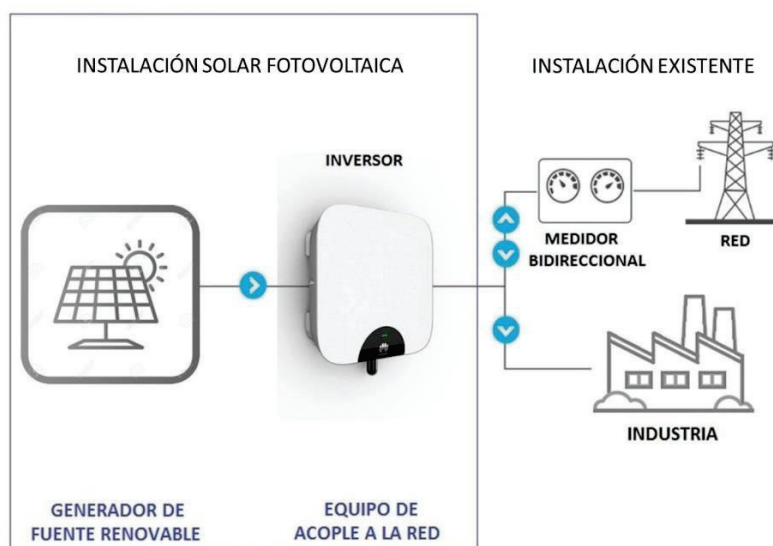 INSTALACIÓN SOLAR FOTOVOLTAICA
INSTALACIÓN EXISTENTE
INVERSOR
MEDIDOR
BIDIRECCIONAL
RED
INDUSTRIA
GENERADOR DE
FUENTE RENOVABLE
EQUIPO DE
ACOPLE A LA RED